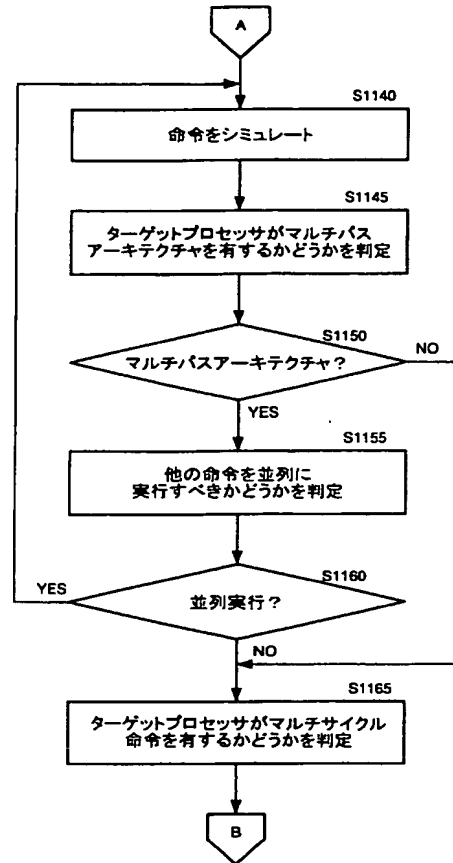 A
S1140
命令をシミュレート
S1145
ターゲットプロセッサがマルチパス
アーキテクチャを有するかどうかを判定
S1150
マルチパスアーキテクチャ?
NO
YES
S1155
他の命令を並列に
実行すべきかどうかを判定
S1160
YES
並列実行?
NO
S1165
ターゲットプロセッサがマルチサイクル
命令を有するかどうかを判定
B